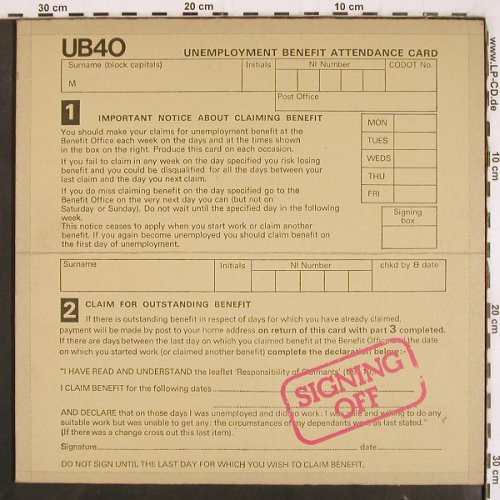 30 cm
20 cm
10 cm
UB40
UNEMPLOYMENT BENEFIT ATTENDANCE CARD
Surname (block capitals)
Initials
NI Number
CODOT No.
M
Post Office
1
IMPORTANT NOTICE ABOUT CLAIMING BENEFIT
You should make your claims for unemployment benefit at the
Benefit Office each week on the days and at the times shown
in the box on the right. Produce this card on each occasion.
If you fail to claim in any week on the day specified you risk losing
benefit and you could be disqualified for all the days between your
last claim and the day you next claim.
If you do miss claiming benefit on the day specified go to the
Benefit Office on the very next day you can (but not on
Saturday or Sunday). Do not wait until the specified day in the following
week.
This notice ceases to apply when you start work or claim another
benefit. If you again become unemployed you should claim benefit on
the first day of unemployment.
MON
TUES
WEDS
THU
FRI
Signing
box
Surname
Initials
NI Number
chkd by & date
2
CLAIM FOR OUTSTANDING BENEFIT
If there is outstanding benefit in respect of days for which you have already claimed,
payment will be made by post to your home address on return of this card with part 3 completed.
If there are days between the last day on which you claimed benefit at the Benefit Office and the date
on which you started work (or claimed another benefit) complete the declaration below:-
"I HAVE READ AND UNDERSTAND the leaflet 'Responsibility of Claimants'
I CLAIM BENEFIT for the following dates
AND DECLARE that on those days I was unemployed and did no work: I was able and willing to do any
suitable work but was unable to get any: the circumstances of my dependants were as last stated."
(If there was a change cross out this last item).
Signature
date
DO NOT SIGN UNTIL THE LAST DAY FOR WHICH YOU WISH TO CLAIM BENEFIT.
SIGNING
OFF
www.LP-CD.de
10 cm
20 cm
30 cm